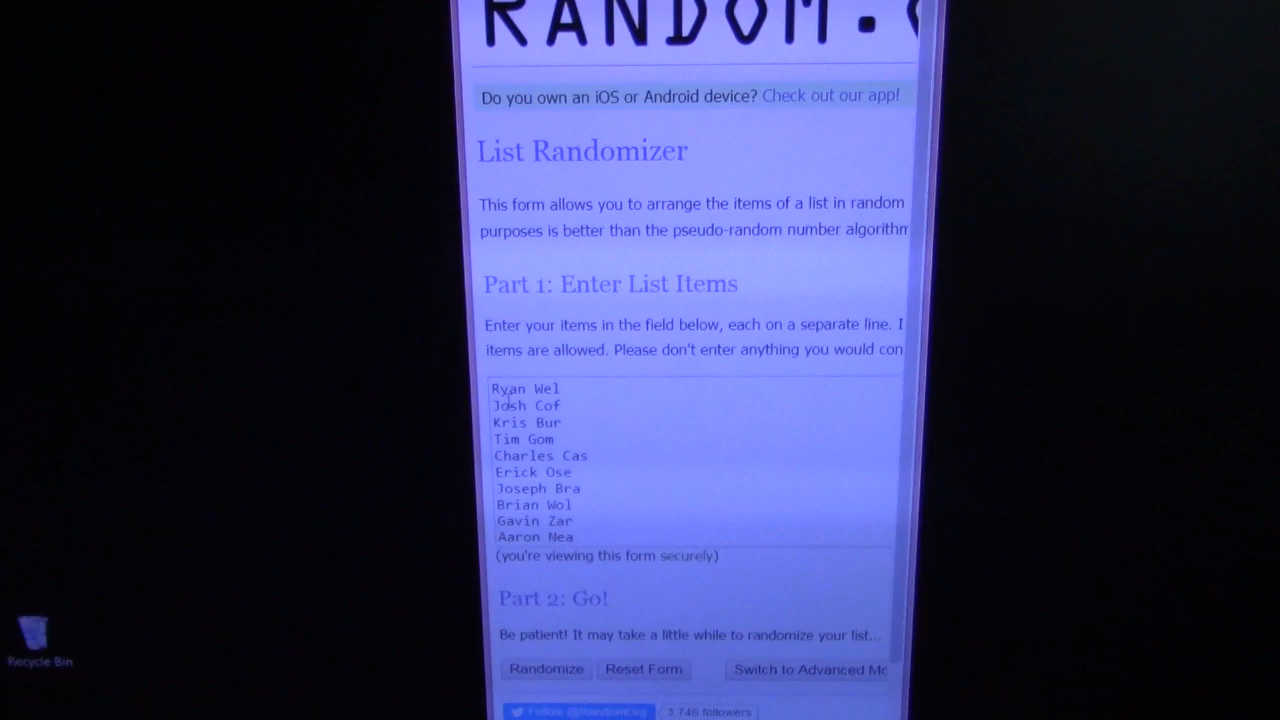 RANDOM.
Do you own an iOS or Android device? Check out our app!
List Randomizer
This form allows you to arrange the items of a list in random
purposes is better than the pseudo-random number algorithm
Part 1: Enter List Items
Enter your items in the field below, each on a separate line. I
items are allowed. Please don't enter anything you would con
Ryan Wel
Josh Cof
Kris Bur
Tim Gom
Charles Cas
Erick Ose
Joseph Bra
Brian Wol
Gavin Zar
Aaron Nea
(you're viewing this form securely)
Part 2: Go!
Be patient! It may take a little while to randomize your list...
Randomize Reset Form Switch to Advanced Mo
Follow @RandomOrg 3,746 followers
Recycle Bin